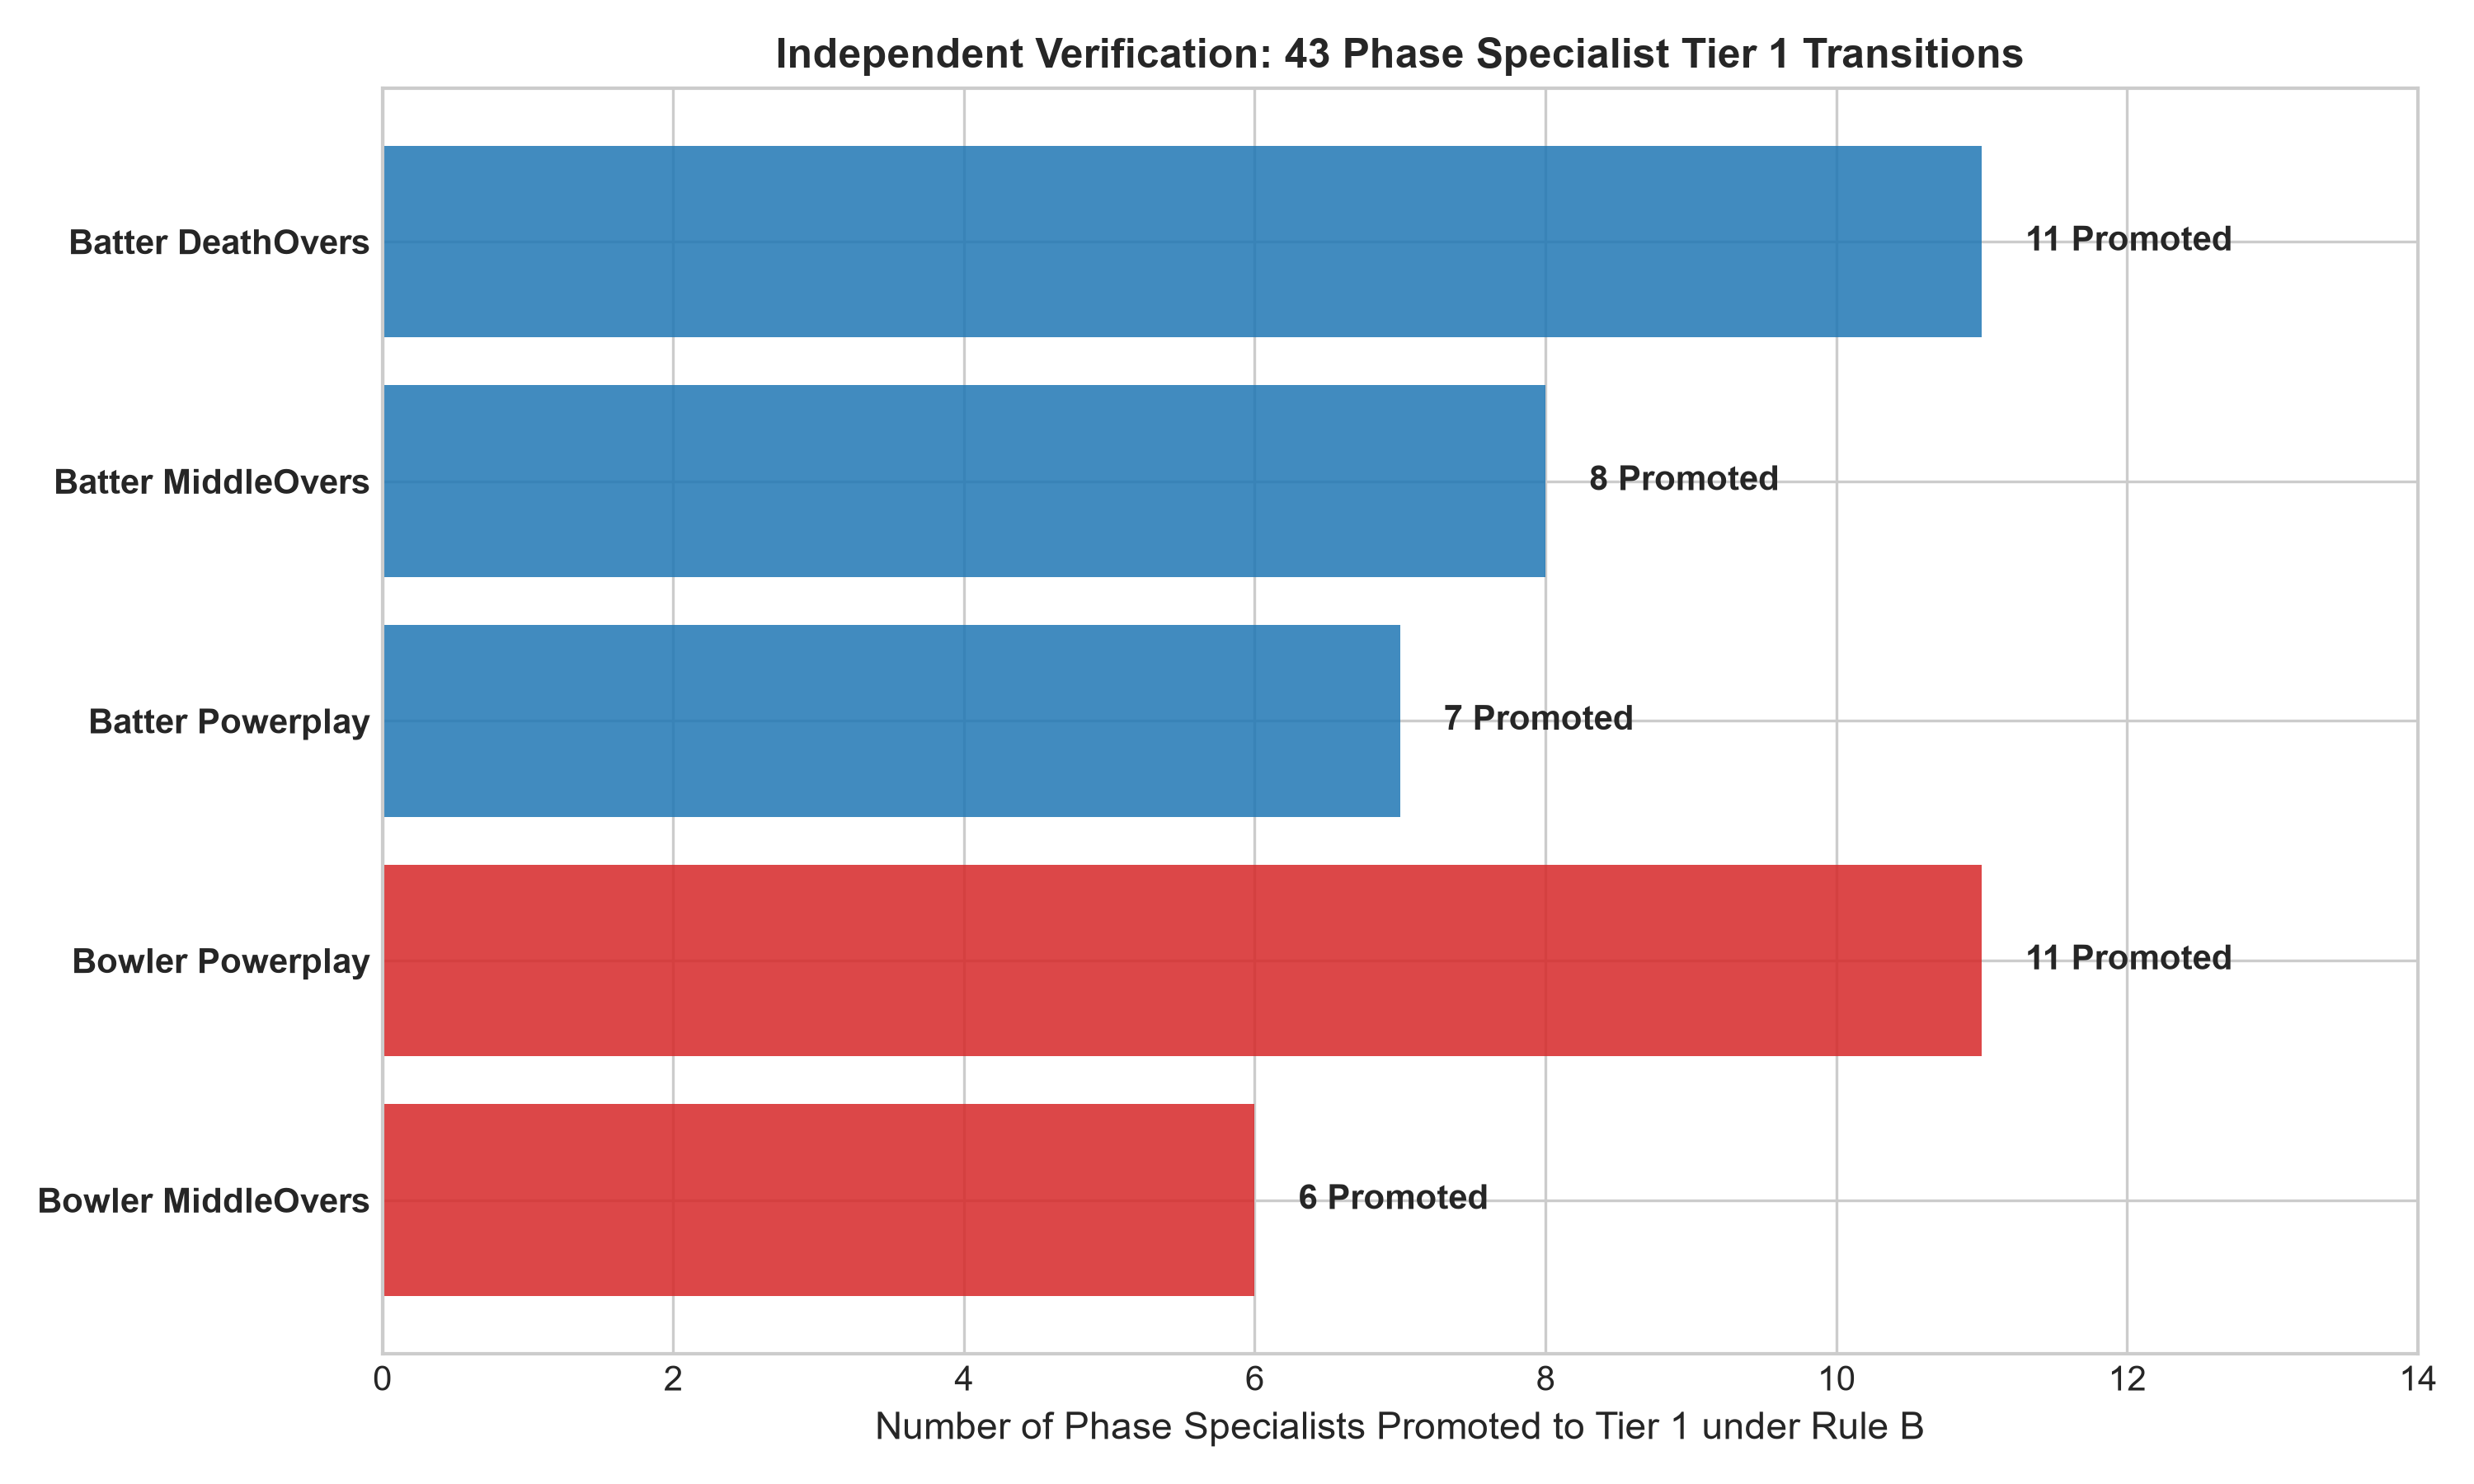 Independent Verification: 43 Phase Specialist Tier 1 Transitions
Batter DeathOvers
11 Promoted
Batter MiddleOvers
8 Promoted
Batter Powerplay
7 Promoted
Bowler Powerplay
11 Promoted
Bowler MiddleOvers
6 Promoted
0 2 4 6 8 10 12 14
Number of Phase Specialists Promoted to Tier 1 under Rule B